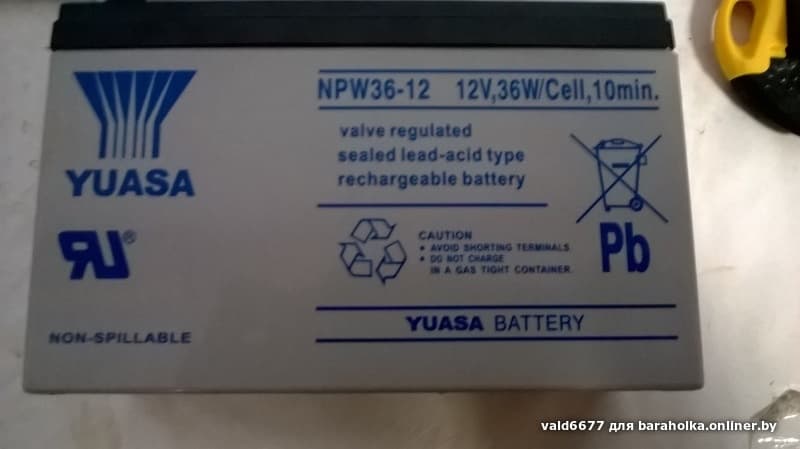 YUASA
NPW36-12 12V,36W/Cell,10min.
valve regulated
sealed lead-acid type
rechargeable battery
RU®
CAUTION
• AVOID SHORTING TERMINALS
• DO NOT CHARGE
IN A GAS TIGHT CONTAINER.
Pb
NON-SPILLABLE
YUASA BATTERY
vald6677 для baraholka.onliner.by